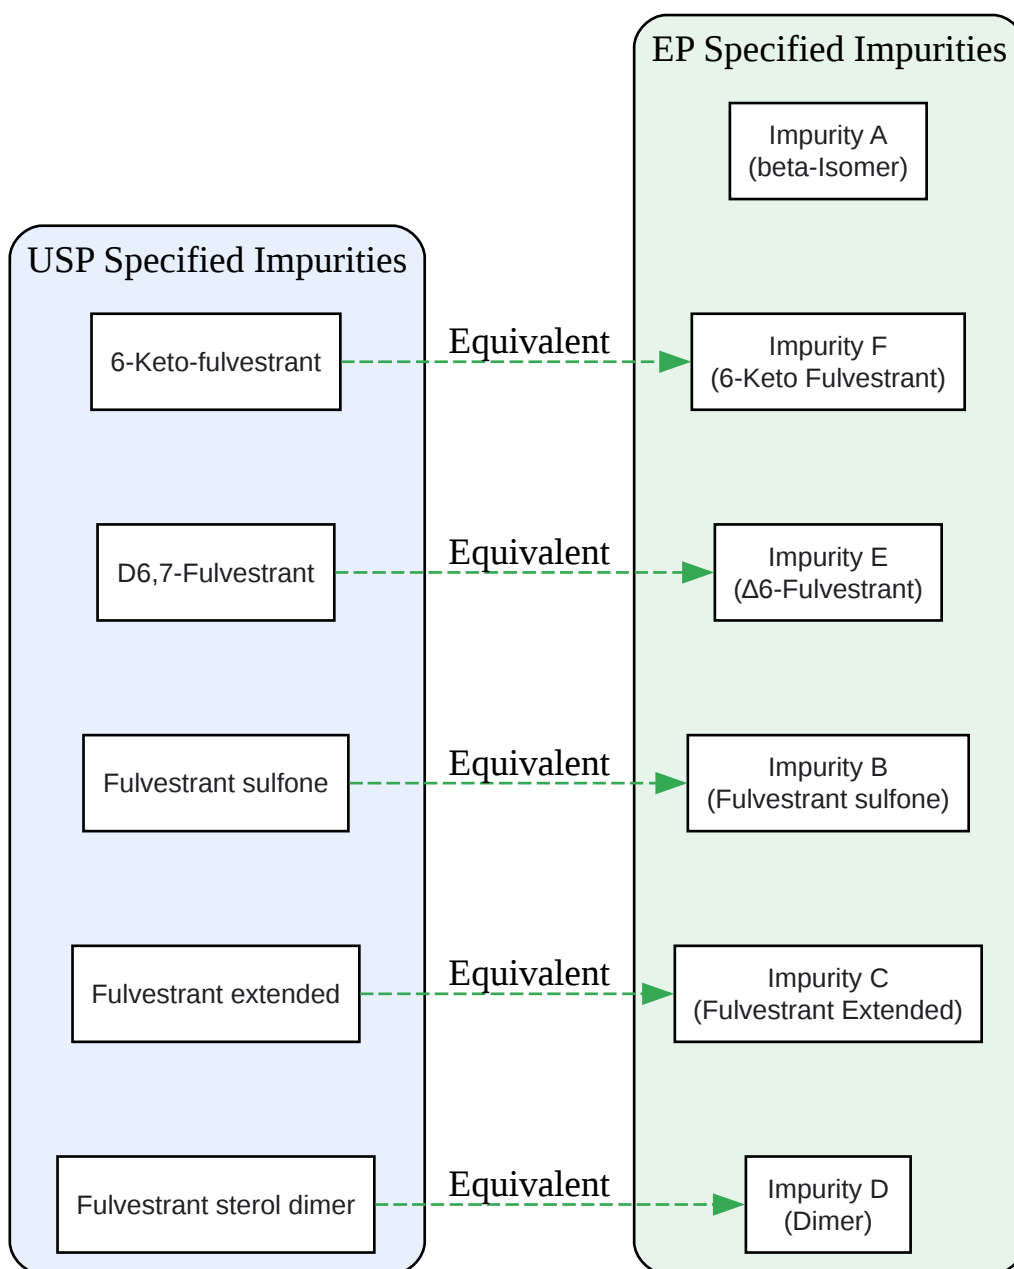 EP Specified Impurities
Impurity A
(beta-Isomer)
USP Specified Impurities
6-Keto-fulvestrant
Equivalent
Impurity F
(6-Keto Fulvestrant)
D6,7-Fulvestrant
Equivalent
Impurity E
(Δ6-Fulvestrant)
Fulvestrant sulfone
Equivalent
Impurity B
(Fulvestrant sulfone)
Fulvestrant extended
Equivalent
Impurity C
(Fulvestrant Extended)
Fulvestrant sterol dimer
Equivalent
Impurity D
(Dimer)